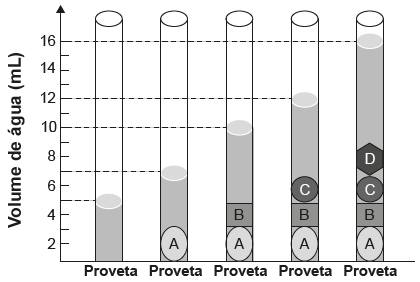 Volume de água (mL)
16
14
12
10
8
6
4
2
D
C C
B B B
A A A A
Proveta Proveta Proveta Proveta Proveta